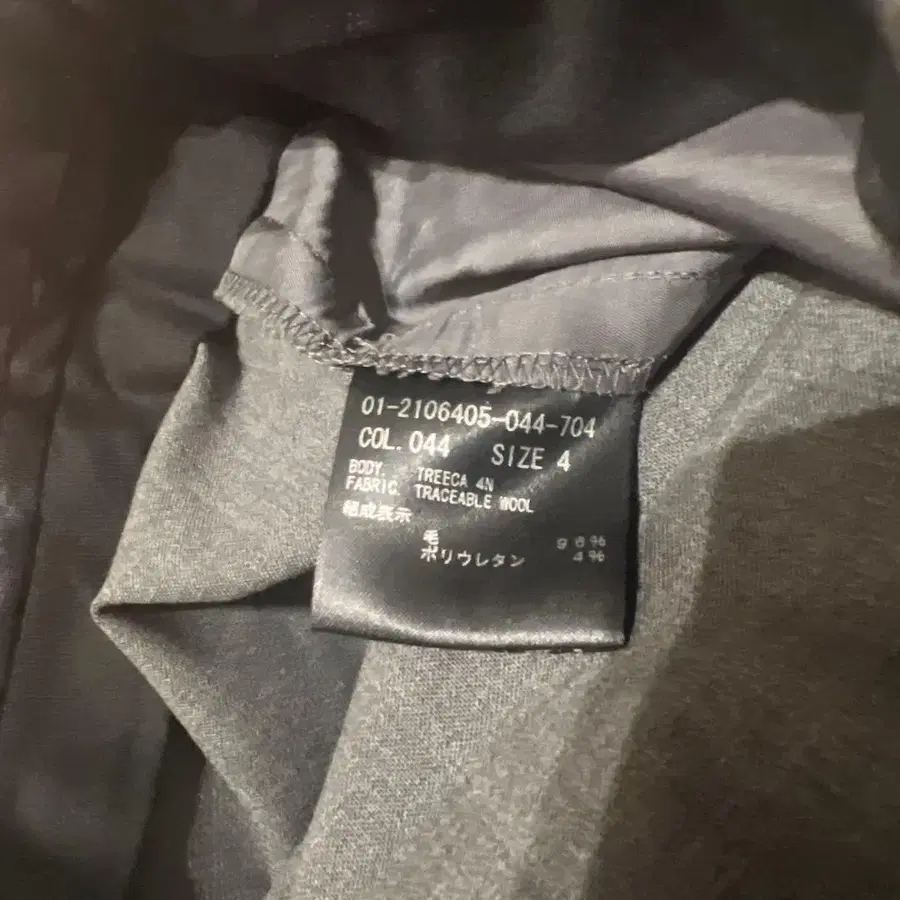 01-2106405-044-704
COL. 044 SIZE 4
BODY. TREECA 4N
FABRIC. TRACEABLE WOOL
組成表示
毛 96%
ポリウレタン 4%